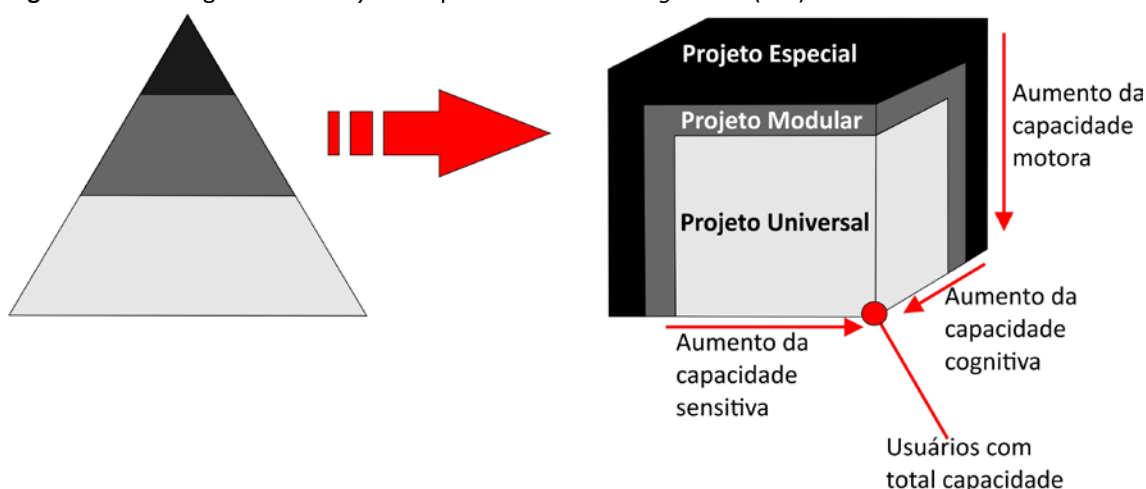 Projeto Especial
Projeto Modular
Projeto Universal
Aumento da
capacidade
motora
Aumento da
capacidade
cognitiva
Aumento da
capacidade
sensitiva
Usuários com
total capacidade